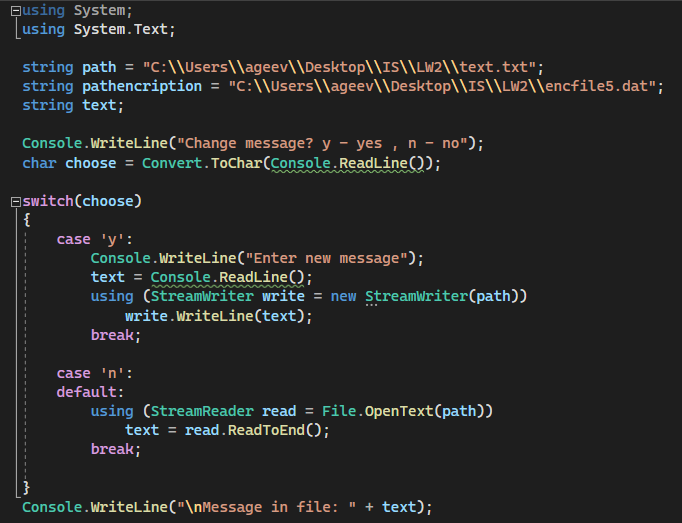 using System;
using System.Text;
string path = "C:\\Users\\ageev\\Desktop\\IS\\LW2\\text.txt";
string pathencription = "C:\\Users\\ageev\\Desktop\\IS\\LW2\\encfile5.dat";
string text;
Console.WriteLine("Change message? y - yes , n - no");
char choose = Convert.ToChar(Console.ReadLine());
switch(choose)
{
case 'y':
Console.WriteLine("Enter new message");
text = Console.ReadLine();
using (StreamWriter write = new StreamWriter(path))
write.WriteLine(text);
break;
case 'n':
default:
using (StreamReader read = File.OpenText(path))
text = read.ReadToEnd();
break;
}
Console.WriteLine("\nMessage in file: " + text);